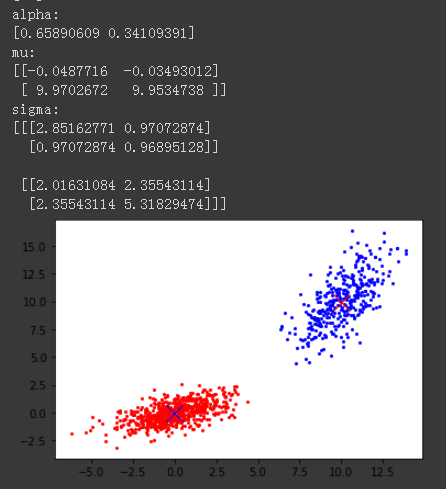 alpha:
[0.65890609 0.34109391]
mu:
[[-0.0487716  -0.03493012]
 [ 9.9702672   9.9534738 ]]
sigma:
[[[2.85162771 0.97072874]
  [0.97072874 0.96895128]]
 [[2.01631084 2.35543114]
  [2.35543114 5.31829474]]]
15.0
12.5
10.0
7.5
5.0
2.5
0.0
−2.5
−5.0 −2.5 0.0 2.5 5.0 7.5 10.0 12.5